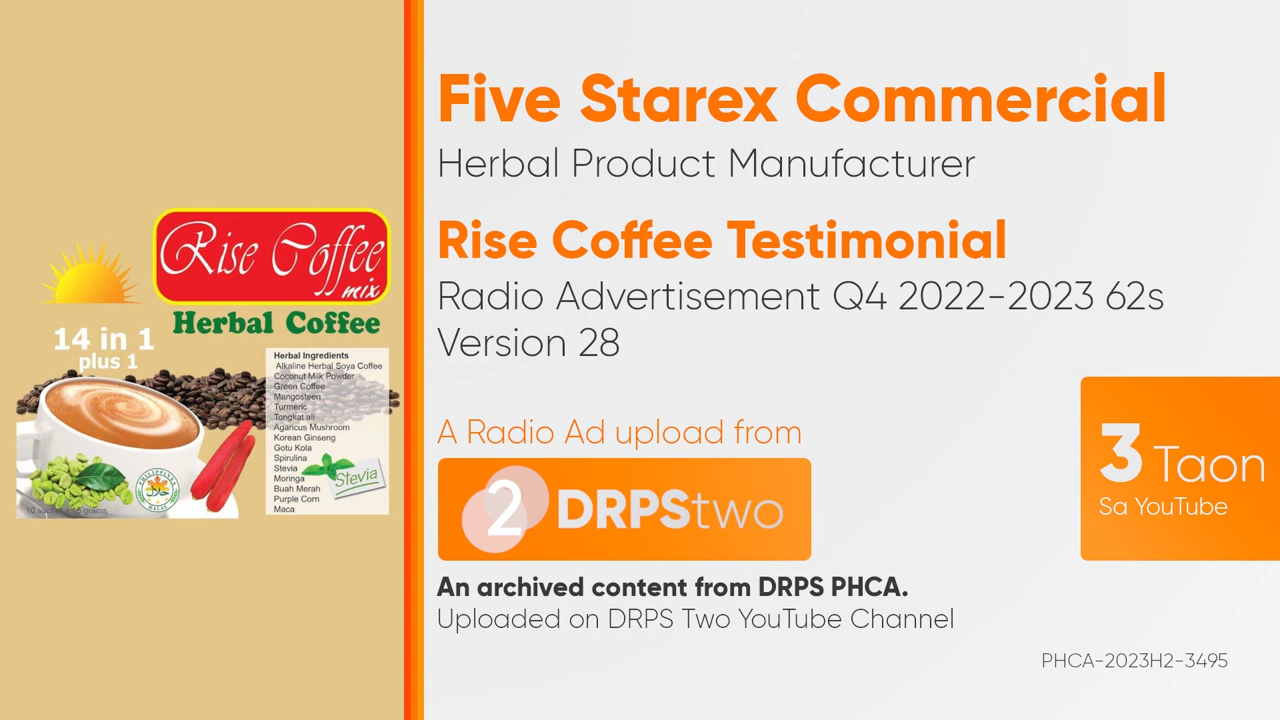 Rise Coffee
mix
Herbal Coffee
14 in 1
plus 1
Herbal Ingredients
Alkaline Herbal Soya Coffee
Coconut Milk Powder
Green Coffee
Mangosteen
Turmeric
Tongkat ali
Agaricus Mushroom
Korean Ginseng
Gotu Kola
Spirulina
Stevia
Moringa
Buah Merah
Purple Corn
Maca
Stevia
10 sachet
grams
Five Starex Commercial
Herbal Product Manufacturer
Rise Coffee Testimonial
Radio Advertisement Q4 2022-2023 62s
Version 28
A Radio Ad upload from
2 DRPStwo
3 Taon
Sa YouTube
An archived content from DRPS PHCA.
Uploaded on DRPS Two YouTube Channel
PHCA-2023H2-3495